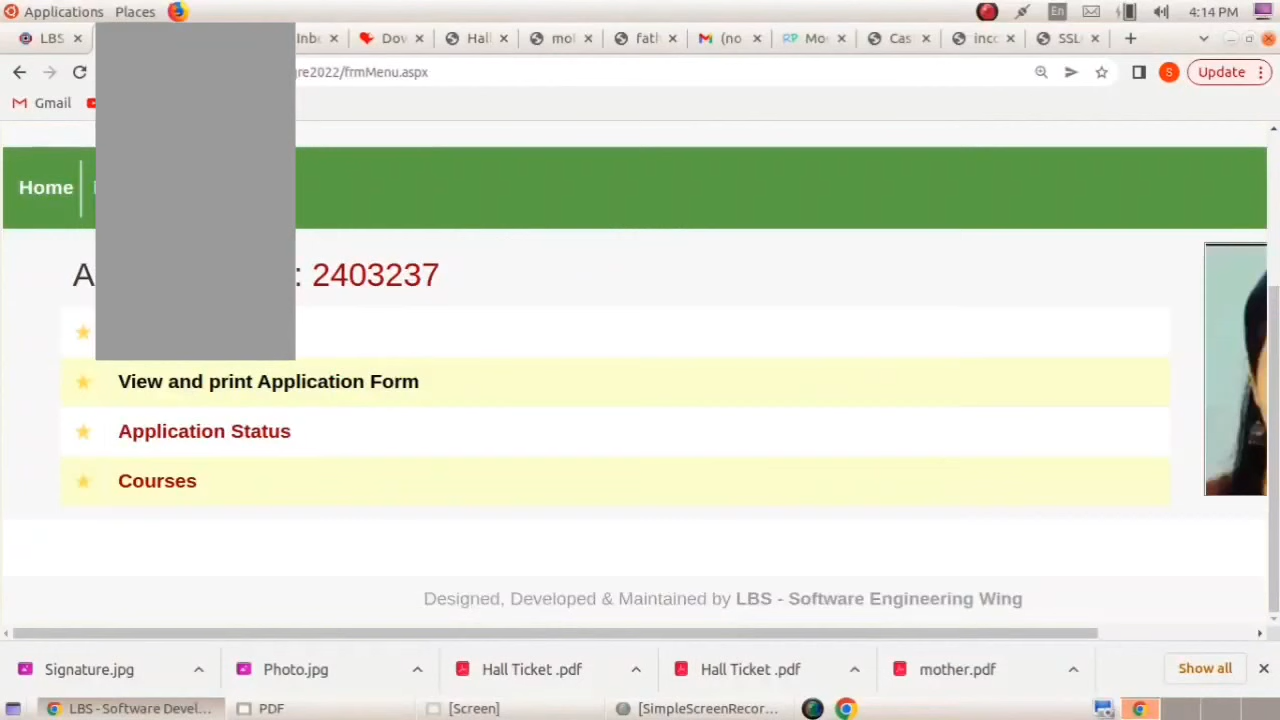 Applications Places En 4:14 PM
LBS Inb Dov Hall mol fath (no RP Mo Cas inco SSL
re2022/frmMenu.aspx Update
Gmail
Home
A : 2403237
View and print Application Form
Application Status
Courses
Designed, Developed & Maintained by LBS - Software Engineering Wing
Signature.jpg Photo.jpg Hall Ticket .pdf Hall Ticket .pdf mother.pdf Show all
LBS - Software Devel... PDF [Screen] [SimpleScreenRecor...